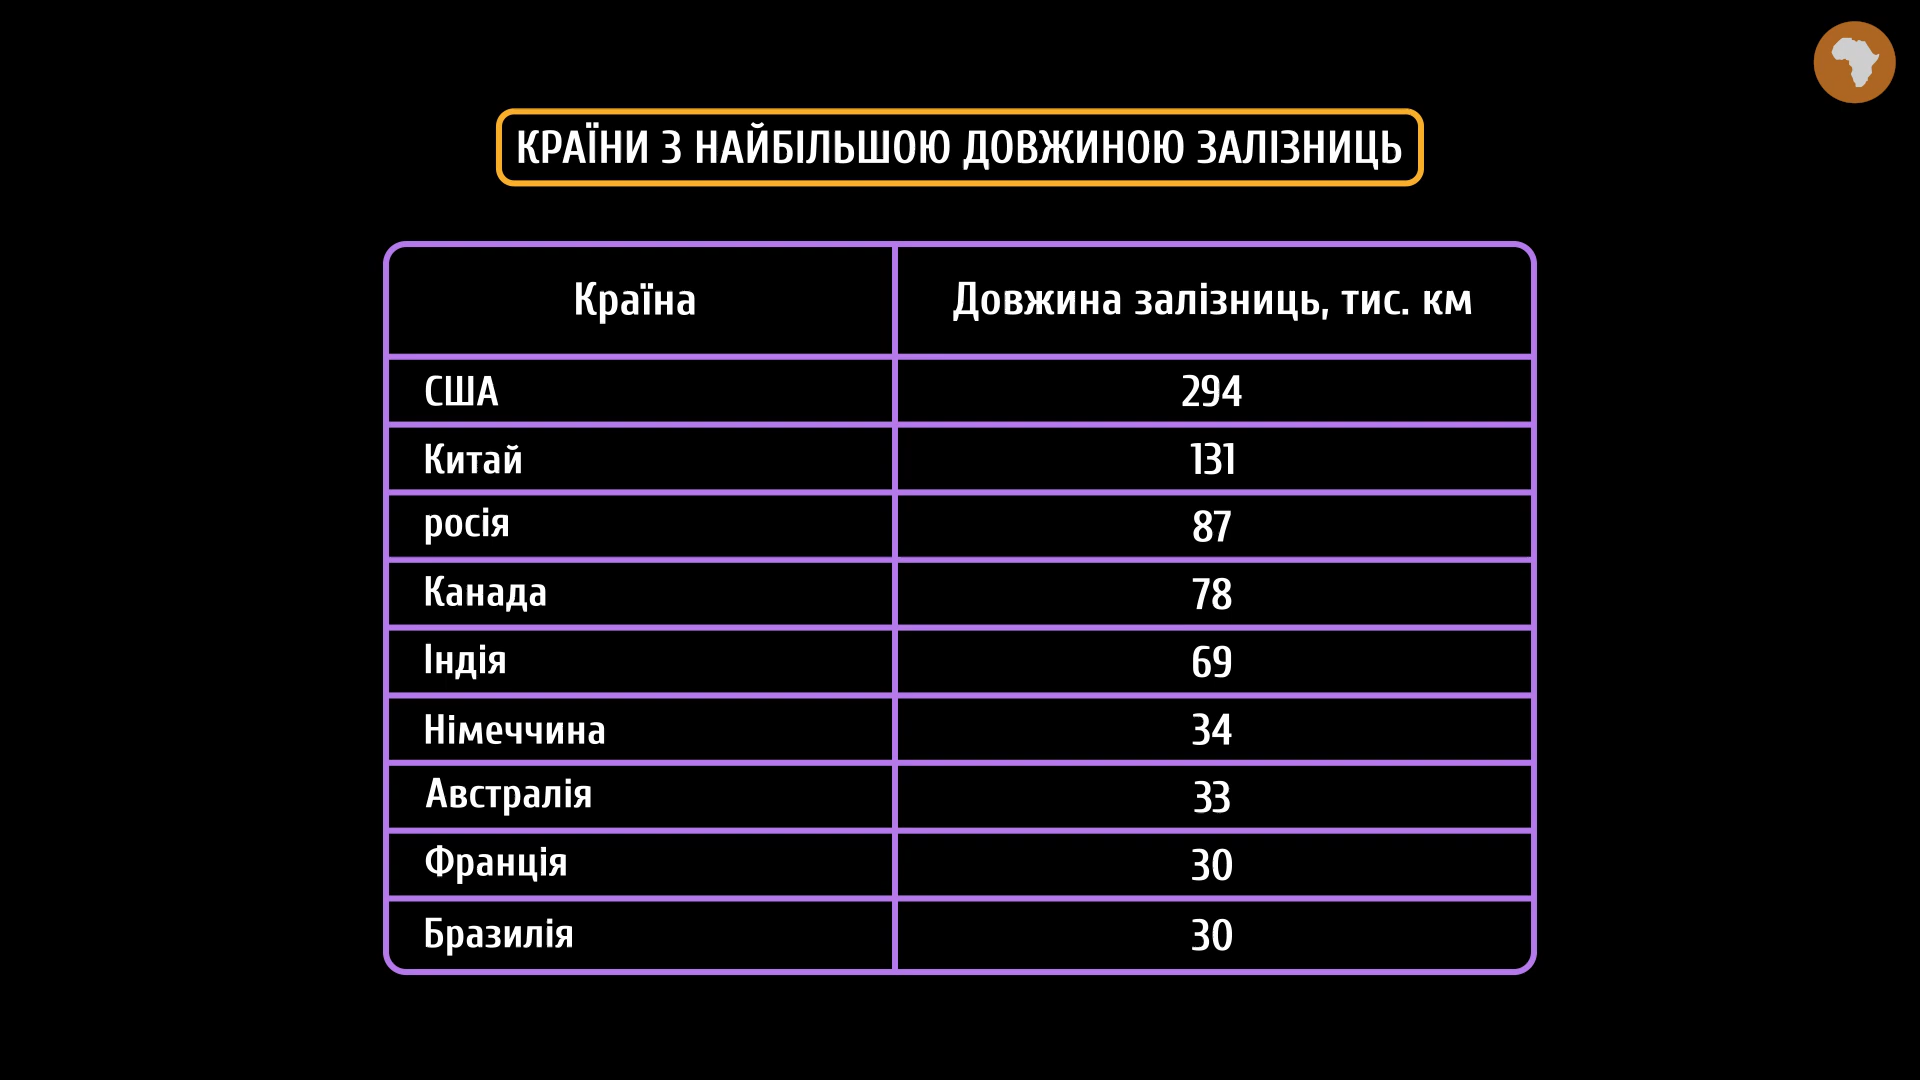 КРАЇНИ З НАЙБІЛЬШОЮ ДОВЖИНОЮ ЗАЛІЗНИЦЬ
Країна Довжина залізниць, тис. км
США 294
Китай 131
росія 87
Канада 78
Індія 69
Німеччина 34
Австралія 33
Франція 30
Бразилія 30